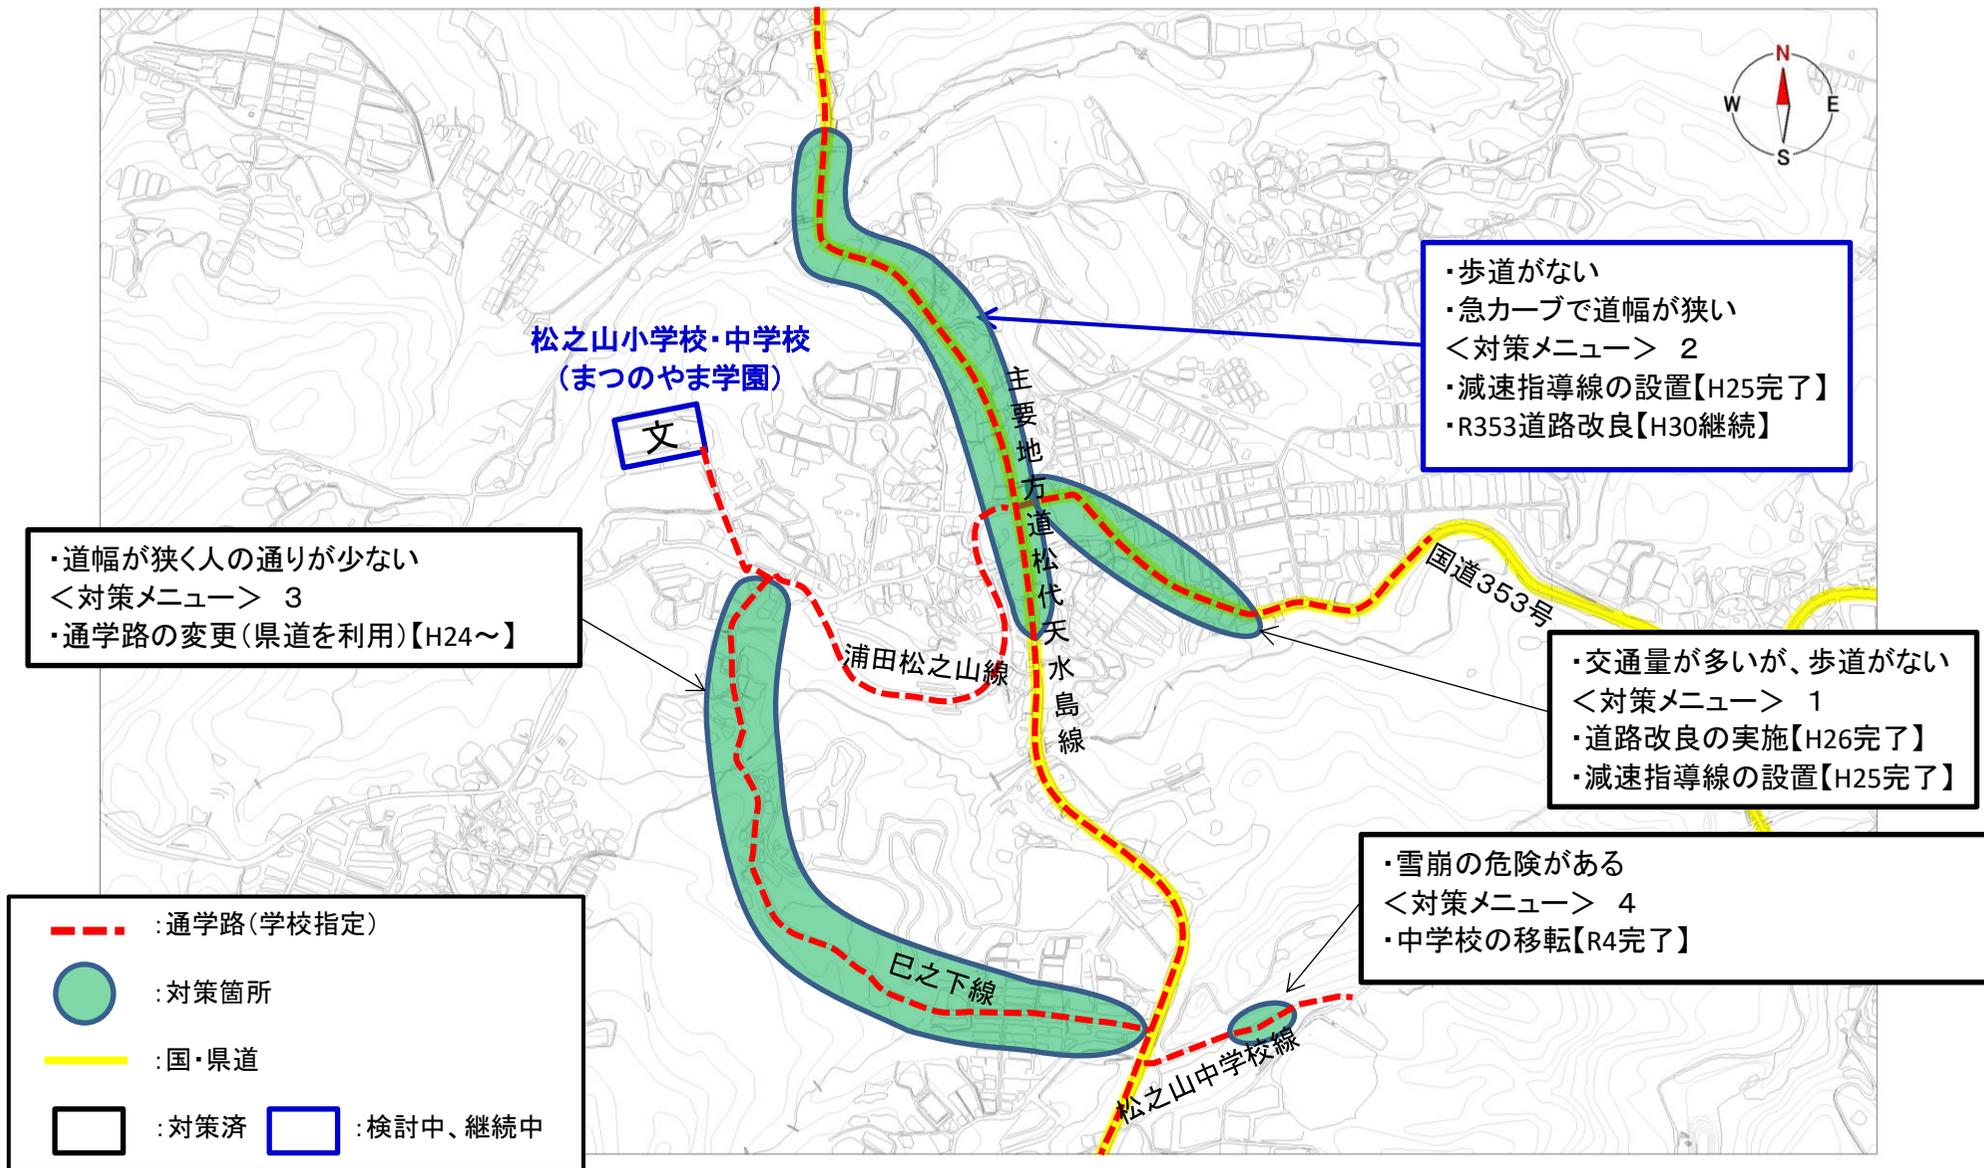 N
W
E
S
・歩道がない
・急カーブで道幅が狭い
＜対策メニュー＞ 2
・減速指導線の設置【H25完了】
・R353道路改良【H30継続】
松之山小学校・中学校
（まつのやま学園）
文
主要地方道松代天水島線
・道幅が狭く人の通りが少ない
＜対策メニュー＞ 3
・通学路の変更（県道を利用）【H24～】
国道353号
浦田松之山線
・交通量が多いが、歩道がない
＜対策メニュー＞ 1
・道路改良の実施【H26完了】
・減速指導線の設置【H25完了】
・雪崩の危険がある
＜対策メニュー＞ 4
・中学校の移転【R4完了】
巳之下線
松之山中学校線
：通学路（学校指定）
：対策箇所
：国・県道
：対策済
：検討中、継続中